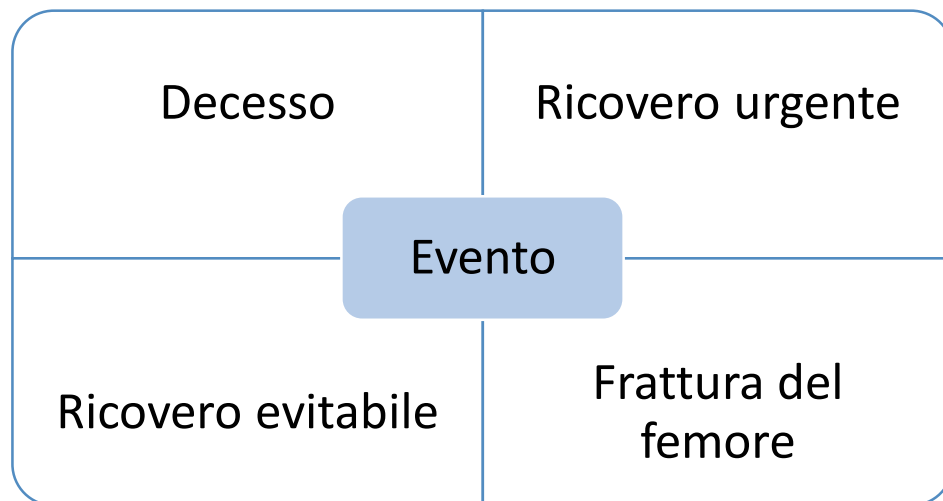 Decesso
Ricovero urgente
Evento
Ricovero evitabile
Frattura del
femore